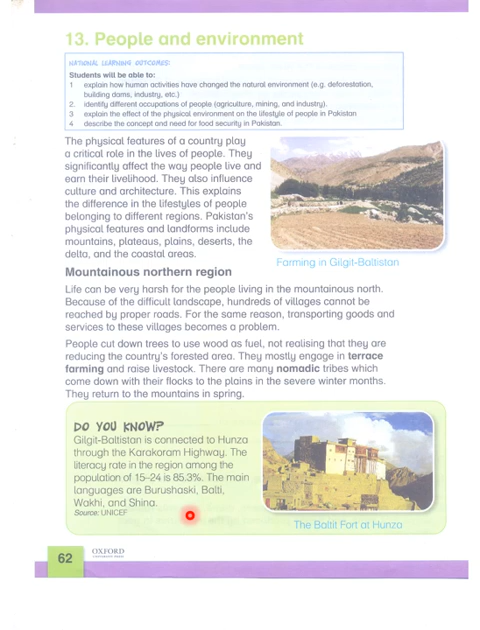 13. People and environment
NATIONAL LEARNING OUTCOMES:
Students will be able to:
1 explain how human activities have changed the natural environment (e.g. deforestation,
building dams, industry, etc.)
2. identify different occupations of people (agriculture, mining, and industry).
3 explain the effect of the physical environment on the lifestyle of people in Pakistan
4 describe the concept and need for food security in Pakistan.
The physical features of a country play
a critical role in the lives of people. They
significantly affect the way people live and
earn their livelihood. They also influence
culture and architecture. This explains
the difference in the lifestyles of people
belonging to different regions. Pakistan's
physical features and landforms include
mountains, plateaus, plains, deserts, the
delta, and the coastal areas.
Farming in Gilgit-Baltistan
Mountainous northern region
Life can be very harsh for the people living in the mountainous north.
Because of the difficult landscape, hundreds of villages cannot be
reached by proper roads. For the same reason, transporting goods and
services to these villages becomes a problem.
People cut down trees to use wood as fuel, not realising that they are
reducing the country's forested area. They mostly engage in terrace
farming and raise livestock. There are many nomadic tribes which
come down with their flocks to the plains in the severe winter months.
They return to the mountains in spring.
DO YOU KNOW?
Gilgit-Baltistan is connected to Hunza
through the Karakoram Highway. The
literacy rate in the region among the
population of 15–24 is 85.3%. The main
languages are Burushaski, Balti,
Wakhi, and Shina.
Source: UNICEF
The Baltit Fort at Hunza
62
OXFORD
UNIVERSITY PRESS